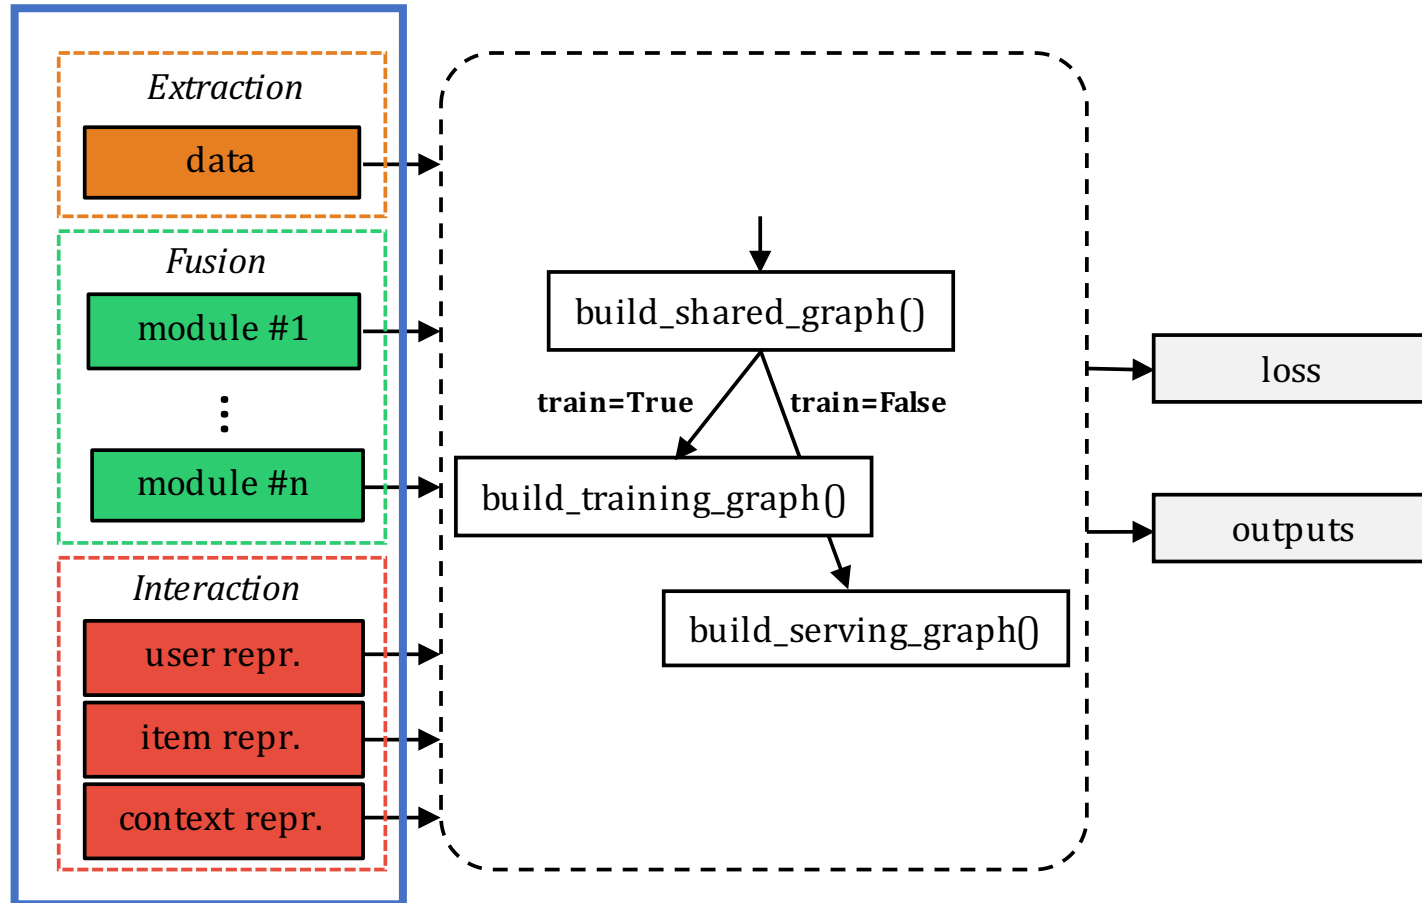 Extraction
data
Fusion
module #1
⋮
module #n
Interaction
user repr.
item repr.
context repr.
build_shared_graph()
train=True
train=False
build_training_graph()
build_serving_graph()
loss
outputs